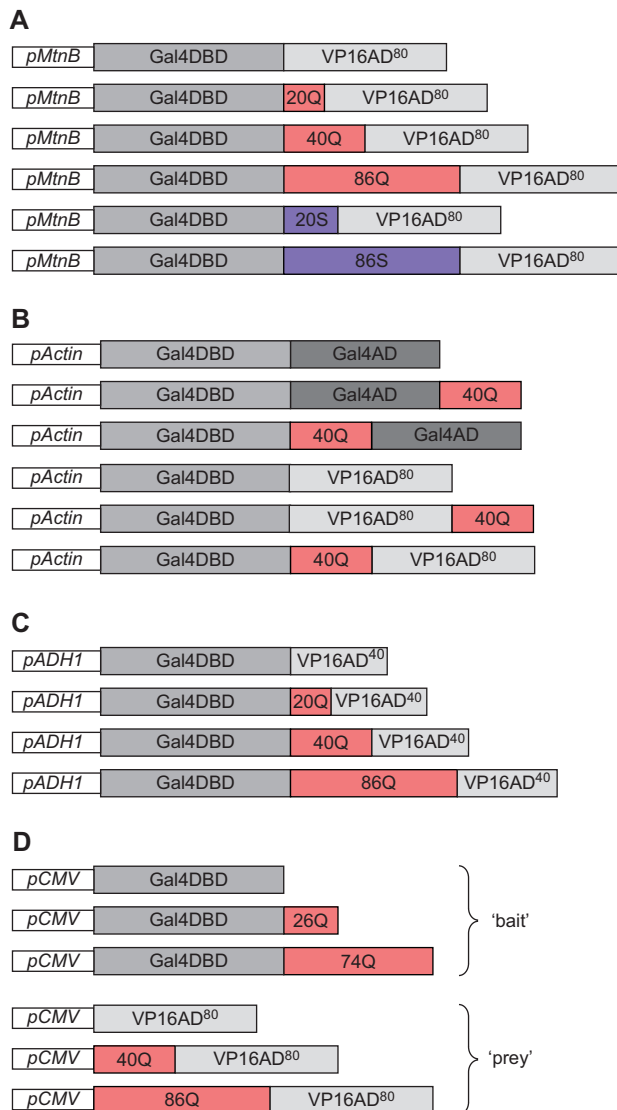 A
pMtnB Gal4DBD VP16AD⁸⁰
pMtnB Gal4DBD 20Q VP16AD⁸⁰
pMtnB Gal4DBD 40Q VP16AD⁸⁰
pMtnB Gal4DBD 86Q VP16AD⁸⁰
pMtnB Gal4DBD 20S VP16AD⁸⁰
pMtnB Gal4DBD 86S VP16AD⁸⁰
B
pActin Gal4DBD Gal4AD
pActin Gal4DBD Gal4AD 40Q
pActin Gal4DBD 40Q Gal4AD
pActin Gal4DBD VP16AD⁸⁰
pActin Gal4DBD VP16AD⁸⁰ 40Q
pActin Gal4DBD 40Q VP16AD⁸⁰
C
pADH1 Gal4DBD VP16AD⁴⁰
pADH1 Gal4DBD 20Q VP16AD⁴⁰
pADH1 Gal4DBD 40Q VP16AD⁴⁰
pADH1 Gal4DBD 86Q VP16AD⁴⁰
D
pCMV Gal4DBD
pCMV Gal4DBD 26Q
pCMV Gal4DBD 74Q
'bait'
pCMV VP16AD⁸⁰
pCMV 40Q VP16AD⁸⁰
pCMV 86Q VP16AD⁸⁰
'prey'